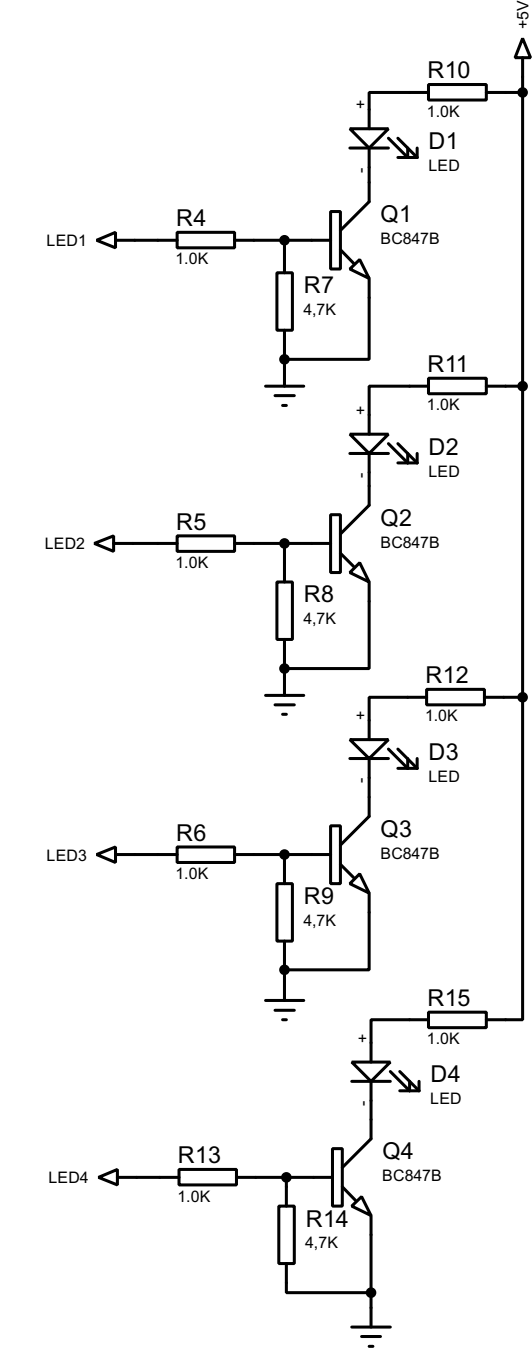 +5V
R10
1.0K
+
D1
LED
-
Q1
BC847B
LED1
R4
1.0K
R7
4,7K
R11
1.0K
+
D2
LED
-
Q2
BC847B
LED2
R5
1.0K
R8
4,7K
R12
1.0K
+
D3
LED
-
Q3
BC847B
LED3
R6
1.0K
R9
4,7K
R15
1.0K
+
D4
LED
-
Q4
BC847B
LED4
R13
1.0K
R14
4,7K